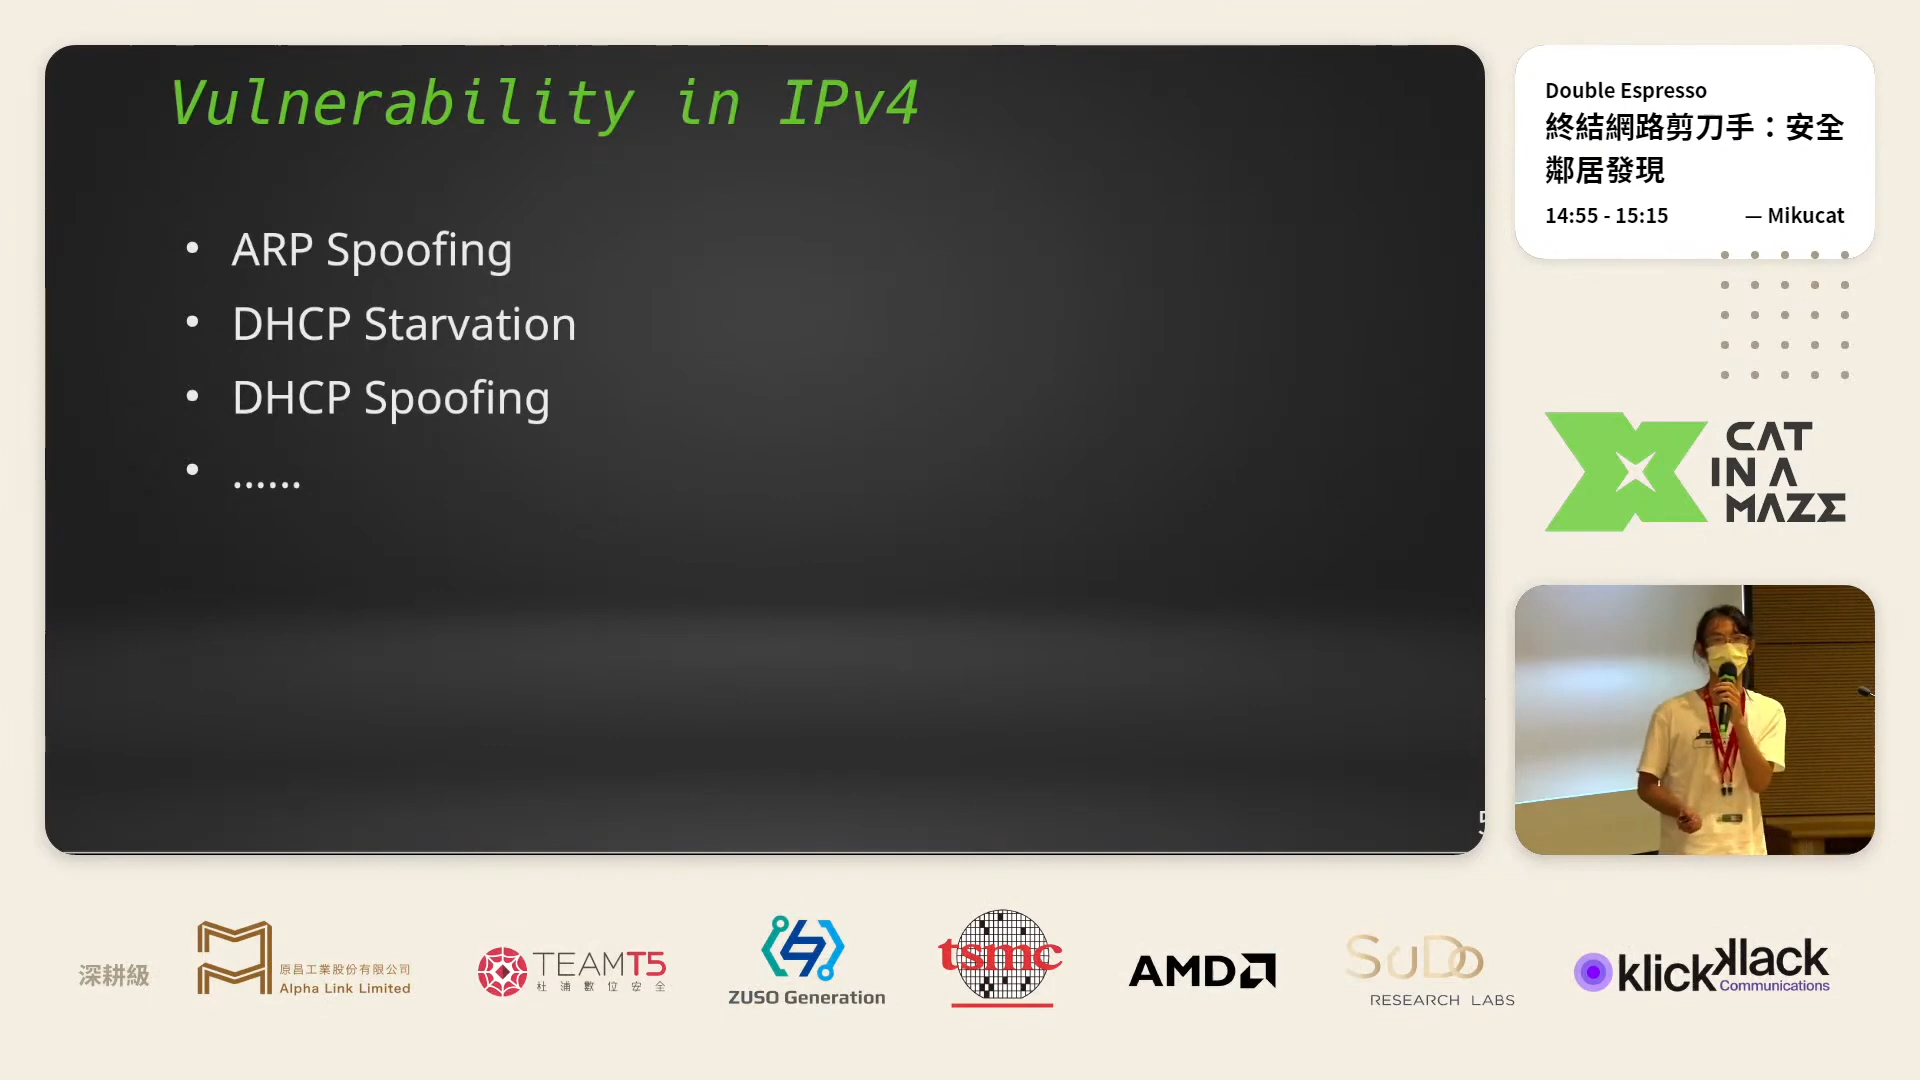 Vulnerability in IPv4
• ARP Spoofing
• DHCP Starvation
• DHCP Spoofing
• ......
Double Espresso
終結網路剪刀手：安全
鄰居發現
14:55 - 15:15 — Mikucat
CAT
IN A
MAZE
深耕級
原昌工業股份有限公司
Alpha Link Limited
TEAMT5
杜浦數位安全
ZUSO Generation
tsmc
AMD
SuDo
RESEARCH LABS
klickklack
Communications